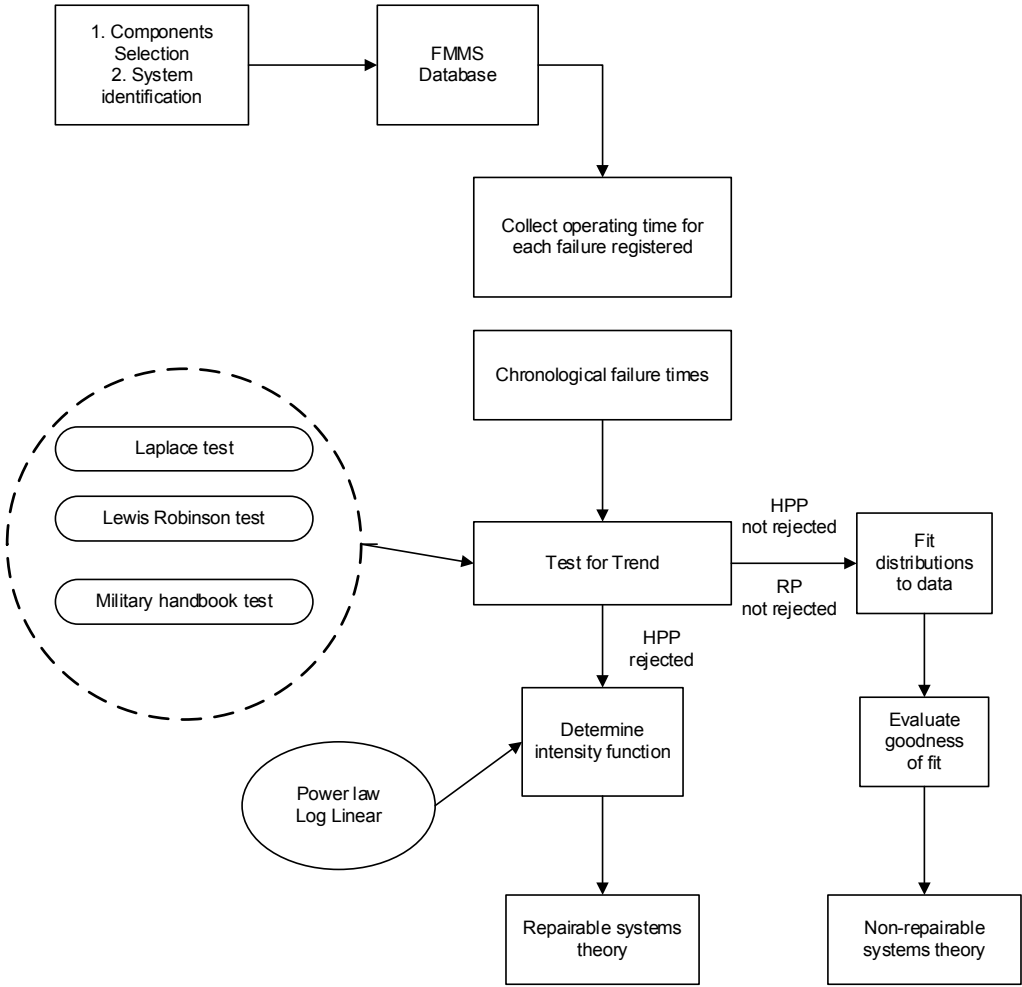 1. Components
Selection
2. System
identification
FMMS
Database
Collect operating time for
each failure registered
Chronological failure times
Laplace test
Lewis Robinson test
Military handbook test
Test for Trend
HPP
not rejected
RP
not rejected
Fit
distributions
to data
HPP
rejected
Determine
intensity function
Evaluate
goodness
of fit
Power law
Log Linear
Repairable systems
theory
Non-repairable
systems theory